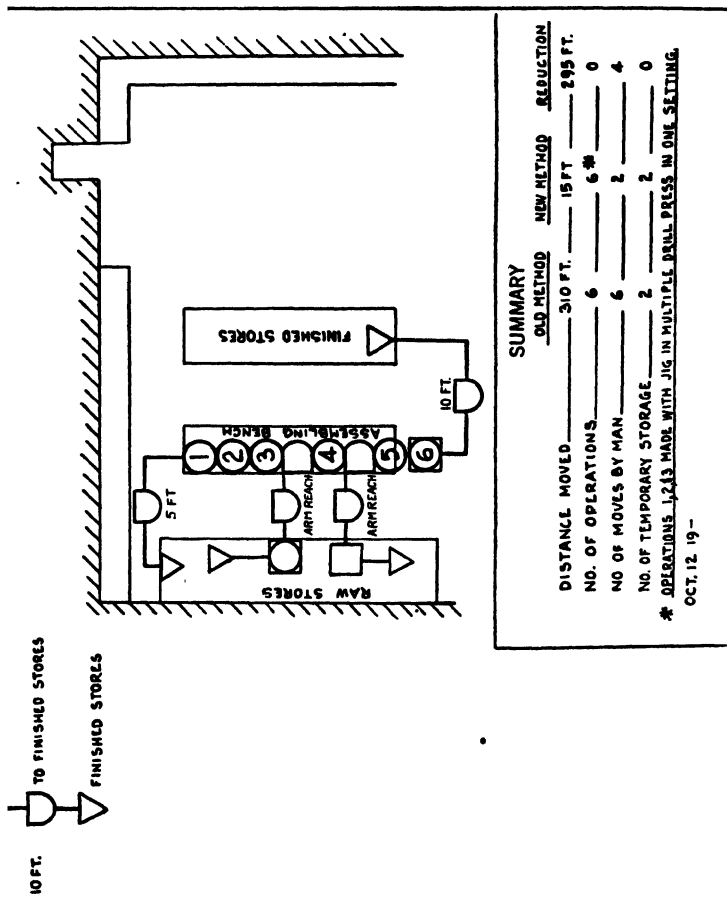 10 FT.
TO FINISHED STORES
FINISHED STORES
5 FT
RAW STORES
ARM REACH
ARM REACH
1
2
3
4
5
6
ASSEMBLING BENCH
10 FT.
FINISHED STORES
SUMMARY
OLD METHOD NEW METHOD REDUCTION
DISTANCE MOVED 310 FT. 15 FT 295 FT.
NO. OF OPERATIONS 6 6* 0
NO OF MOVES BY MAN 6 2 4
NO. OF TEMPORARY STORAGE 2 2 0
* OPERATIONS 1,2&3 MADE WITH JIG IN MULTIPLE DRILL PRESS IN ONE SETTING.
OCT. 12 19-